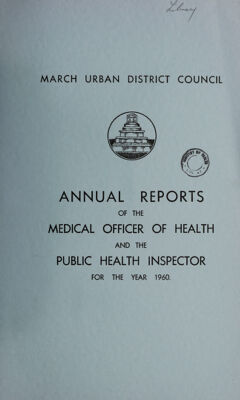 Library
MARCH URBAN DISTRICT COUNCIL
ANNUAL REPORTS
OF THE
MEDICAL OFFICER OF HEALTH
AND THE
PUBLIC HEALTH INSPECTOR
FOR THE YEAR 1960.